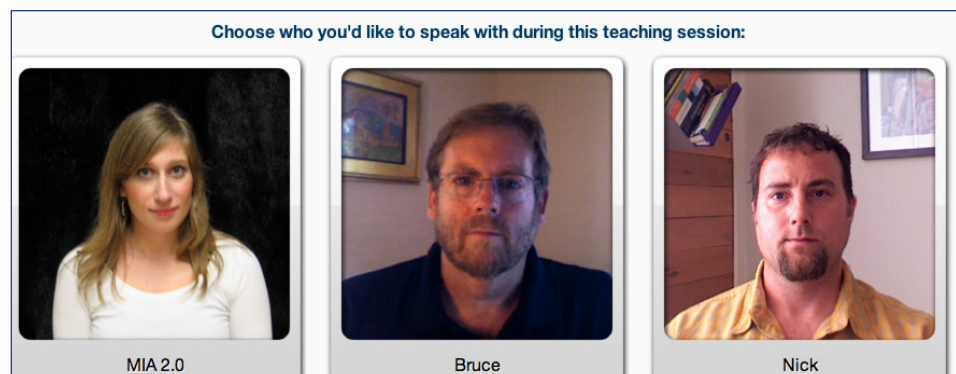 Choose who you'd like to speak with during this teaching session:
MIA 2.0
Bruce
Nick